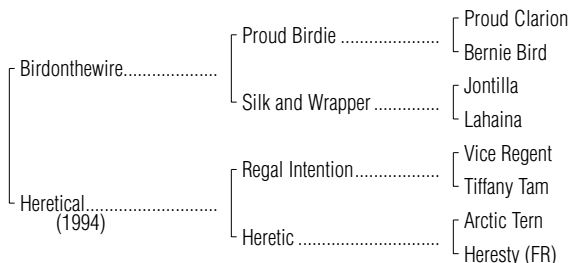 Proud Clarion
Proud Birdie ....................
Bernie Bird
Birdonthewire....................
Jontilla
Silk and Wrapper ..............
Lahaina
Vice Regent
Regal Intention..................
Tiffany Tam
Heretical............................
(1994)
Arctic Tern
Heretic ..............................
Heresty (FR)